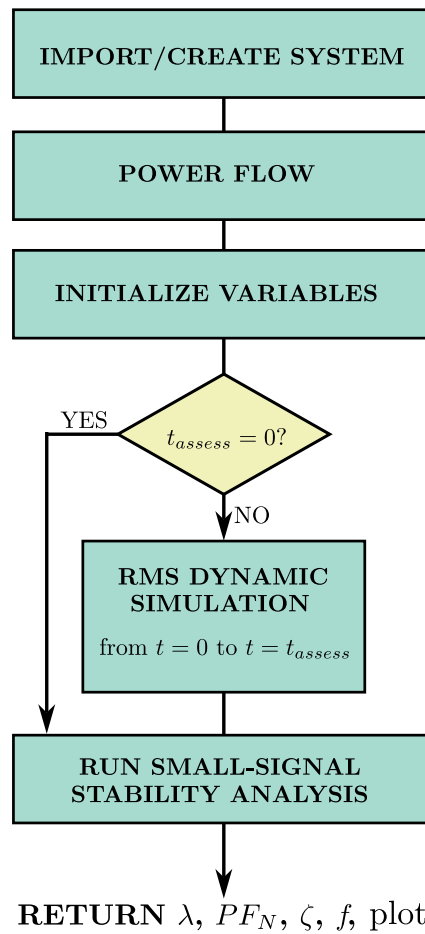 IMPORT/CREATE SYSTEM
POWER FLOW
INITIALIZE VARIABLES
YES
t_assess = 0?
NO
RMS DYNAMIC
SIMULATION
from t = 0 to t = t_assess
RUN SMALL-SIGNAL
STABILITY ANALYSIS
RETURN λ, PF_N, ζ, f, plot